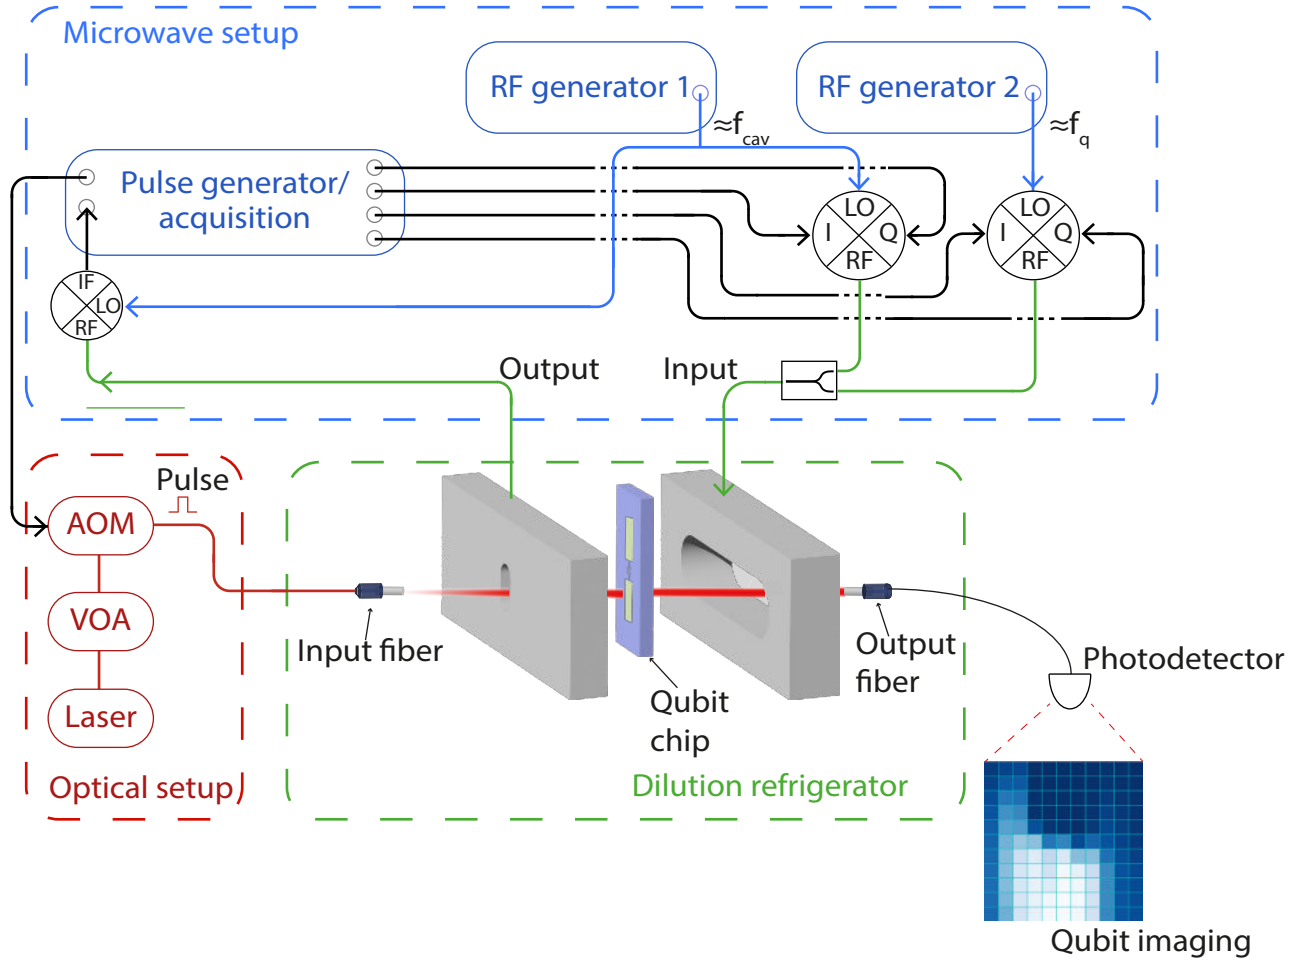 Microwave setup
RF generator 1
RF generator 2
≈f_cav
≈f_q
Pulse generator/
acquisition
LO
I
Q
RF
LO
I
Q
RF
IF
LO
RF
Output
Input
Pulse
AOM
VOA
Laser
Optical setup
Input fiber
Qubit
chip
Output
fiber
Dilution refrigerator
Photodetector
Qubit imaging